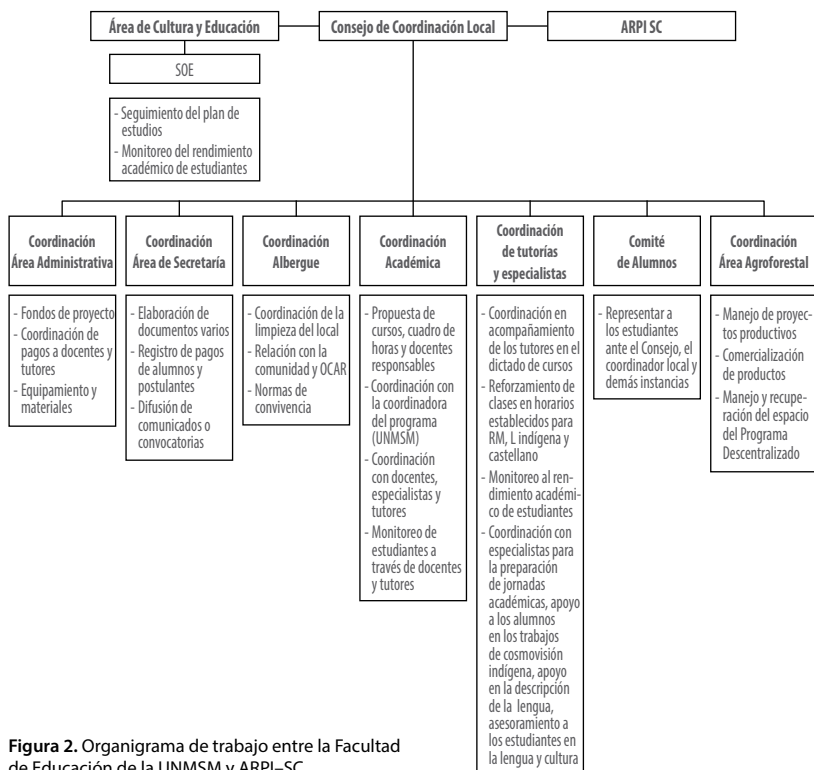 Área de Cultura y Educación
Consejo de Coordinación Local
ARPI SC
SOE
- Seguimiento del plan de
estudios
- Monitoreo del rendimiento
académico de estudiantes
Coordinación
Área Administrativa
- Fondos de proyecto
- Coordinación de
pagos a docentes y
tutores
- Equipamiento y
materiales
Coordinación
Área de Secretaría
- Elaboración de
documentos varios
- Registro de pagos
de alumnos y
postulantes
- Difusión de
comunicados o
convocatorias
Coordinación
Albergue
- Coordinación de la
limpieza del local
- Relación con la
comunidad y OCAR
- Normas de
convivencia
Coordinación
Académica
- Propuesta de
cursos, cuadro de
horas y docentes
responsables
- Coordinación con
la coordinadora
del programa
(UNMSM)
- Coordinación
con docentes,
especialistas y
tutores
- Monitoreo de
estudiantes a
través de docentes
y tutores
Coordinación
de tutorías
y especialistas
- Coordinación en
acompañamiento
de los tutores en el
dictado de cursos
- Reforzamiento de
clases en horarios
establecidos para
RM, L indígena y
castellano
- Monitoreo al ren-
dimiento académi-
co de estudiantes
- Coordinación con
especialistas para
la preparación
de jornadas
académicas, apoyo
a los alumnos
en los trabajos
de cosmovisión
indígena, apoyo
en la descripción
de la lengua,
asesoramiento a
los estudiantes en
la lengua y cultura
Comité
de Alumnos
- Representar a
los estudiantes
ante el Consejo, el
coordinador local y
demás instancias
Coordinación
Área Agroforestal
- Manejo de proyec-
tos productivos
- Comercialización
de productos
- Manejo y recupe-
ración del espacio
del Programa
Descentralizado
Figura 2. Organigrama de trabajo entre la Facultad
de Educación de la UNMSM y ARPI–SC